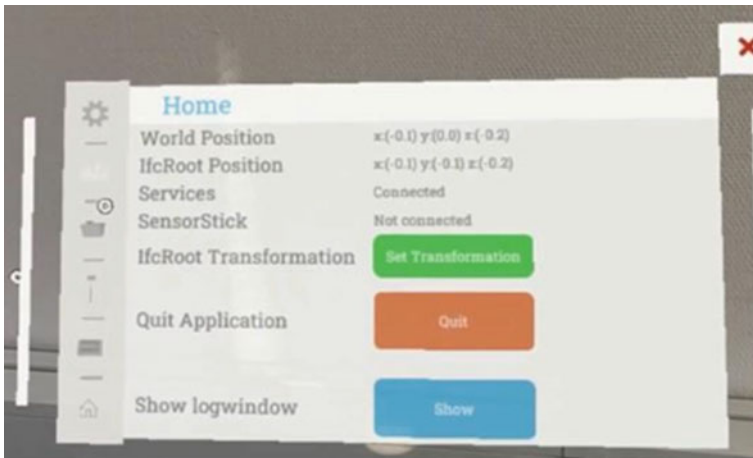 Home
World Position x:(-0.1) y:(0.0) z:(-0.2)
IfcRoot Position x:(-0.1) y:(-0.1) z:(-0.2)
Services Connected
SensorStick Not connected
IfcRoot Transformation Set Transformation
Quit Application Quit
Show logwindow Show